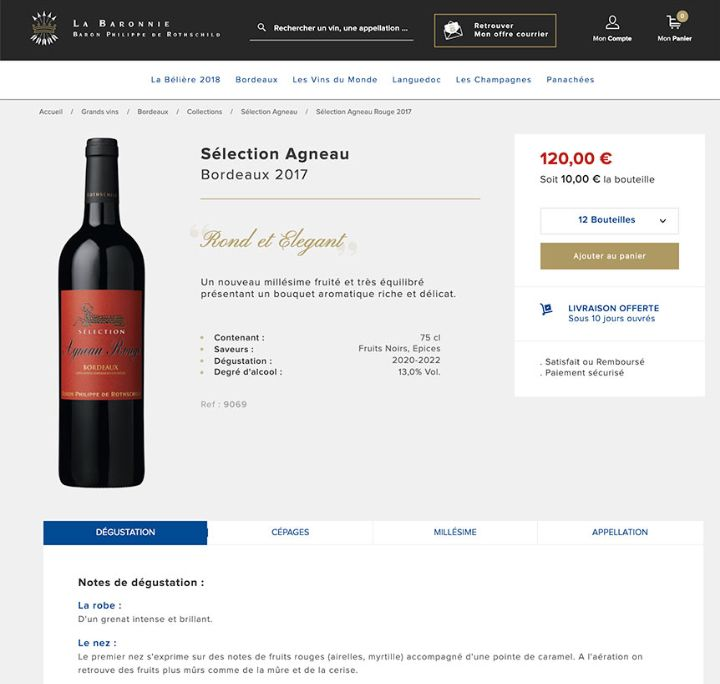 La Baronnie
Baron Philippe de Rothschild
Rechercher un vin, une appellation ...
Retrouver
Mon offre courrier
Mon Compte
0
Mon Panier
La Bélière 2018 Bordeaux Les Vins du Monde Languedoc Les Champagnes Panachées
Accueil / Grands vins / Bordeaux / Collections / Sélection Agneau / Sélection Agneau Rouge 2017
Sélection Agneau
Bordeaux 2017
“Rond et Elegant”
Un nouveau millésime fruité et très équilibré
présentant un bouquet aromatique riche et délicat.
Contenant : 75 cl
Saveurs : Fruits Noirs, Epices
Dégustation : 2020-2022
Degré d'alcool : 13,0% Vol.
Ref : 9069
ROTHSCHILD
SÉLECTION
Agneau Rouge
BORDEAUX
BARON PHILIPPE DE ROTHSCHILD
120,00 €
Soit 10,00 € la bouteille
12 Bouteilles
Ajouter au panier
LIVRAISON OFFERTE
Sous 10 jours ouvrés
. Satisfait ou Remboursé
. Paiement sécurisé
DÉGUSTATION CÉPAGES MILLÉSIME APPELLATION
Notes de dégustation :
La robe :
D'un grenat intense et brillant.
Le nez :
Le premier nez s'exprime sur des notes de fruits rouges (airelles, myrtille) accompagné d'une pointe de caramel. A l'aération on
retrouve des fruits plus mûrs comme de la mûre et de la cerise.